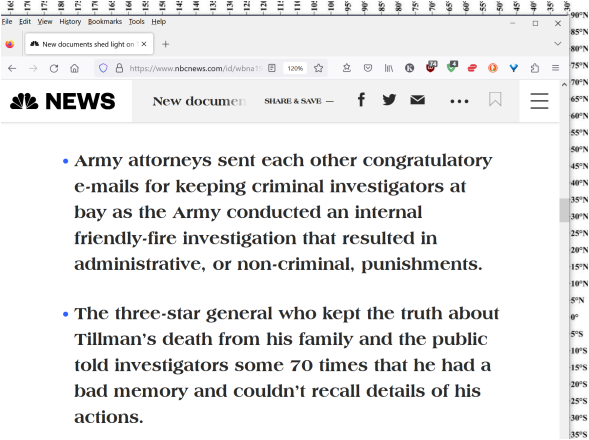 File Edit View History Bookmarks Tools Help
New documents shed light on
https://www.nbcnews.com/id/wbna1
120%
74
4
NEWS
New documen
SHARE & SAVE —
• Army attorneys sent each other congratulatory
e-mails for keeping criminal investigators at
bay as the Army conducted an internal
friendly-fire investigation that resulted in
administrative, or non-criminal, punishments.
• The three-star general who kept the truth about
Tillman's death from his family and the public
told investigators some 70 times that he had a
bad memory and couldn't recall details of his
actions.
90°N
85°N
80°N
75°N
70°N
65°N
60°N
55°N
50°N
45°N
40°N
35°N
30°N
25°N
20°N
15°N
10°N
5°N
0°
5°S
10°S
15°S
20°S
25°S
30°S
35°S